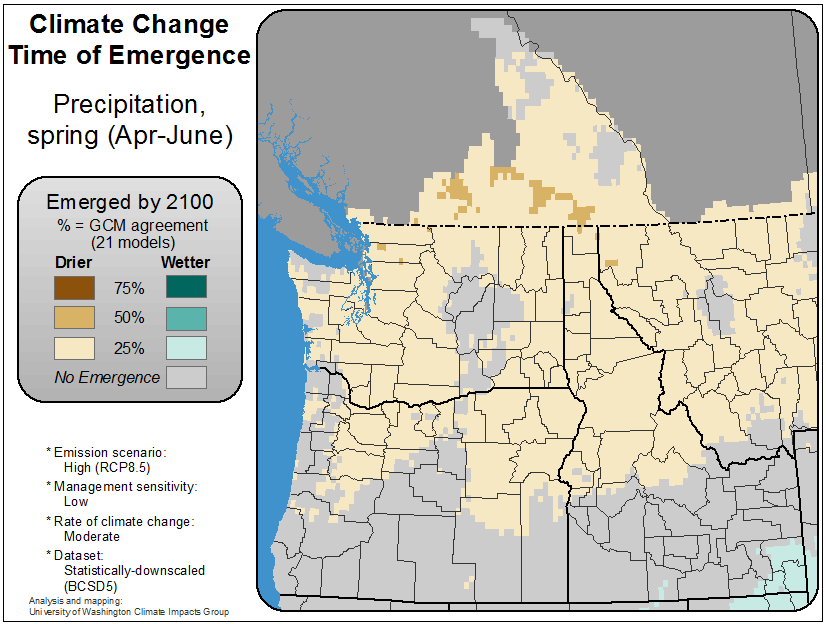 Climate Change
Time of Emergence
Precipitation,
spring (Apr-June)
Emerged by 2100
% = GCM agreement
(21 models)
Drier Wetter
75%
50%
25%
No Emergence
* Emission scenario:
High (RCP8.5)
* Management sensitivity:
Low
* Rate of climate change:
Moderate
* Dataset:
Statistically-downscaled
(BCSD5)
Analysis and mapping:
University of Washington Climate Impacts Group